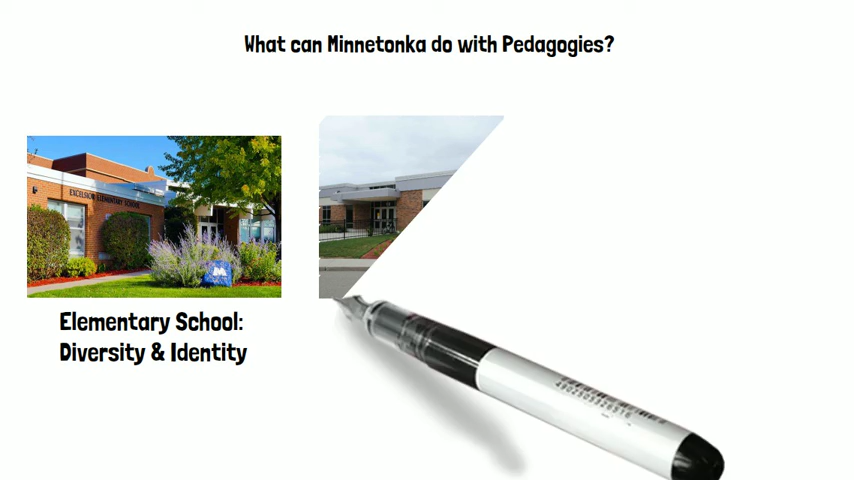 What can Minnetonka do with Pedagogies?
EXCELSIOR ELEMENTARY SCHOOL
Elementary School:
Diversity & Identity